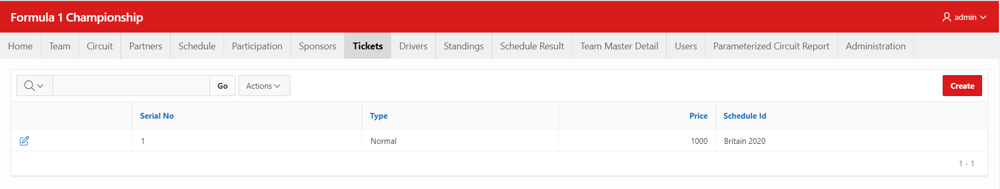 Formula 1 Championship
admin
Home Team Circuit Partners Schedule Participation Sponsors Tickets Drivers Standings Schedule Result Team Master Detail Users Parameterized Circuit Report Administration
Go Actions Create
Serial No Type Price Schedule Id
1 Normal 1000 Britain 2020
1 - 1